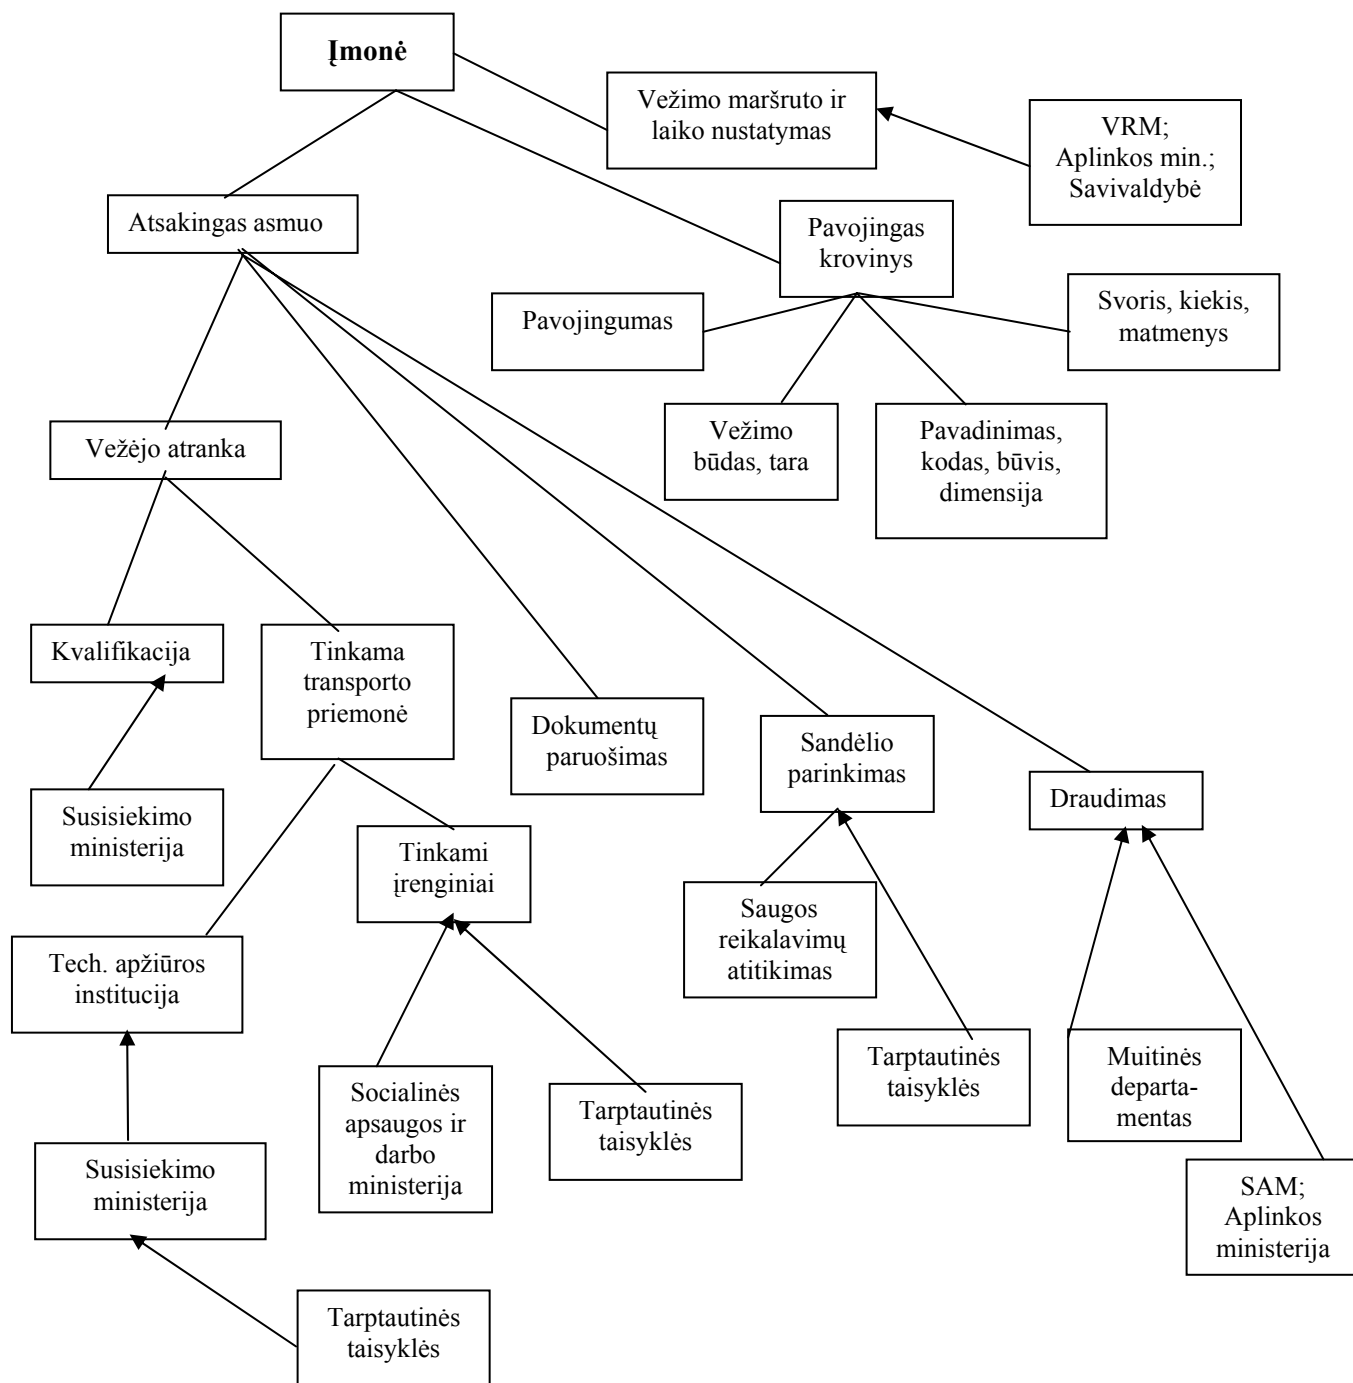 Įmonė
Vežimo maršruto ir
laiko nustatymas
VRM;
Aplinkos min.;
Savivaldybė
Atsakingas asmuo
Pavojingas
krovinys
Pavojingumas
Svoris, kiekis,
matmenys
Vežimo
būdas, tara
Pavadinimas,
kodas, būvis,
dimensija
Vežėjo atranka
Kvalifikacija
Tinkama
transporto
priemonė
Dokumentų
paruošimas
Sandėlio
parinkimas
Draudimas
Susisiekimo
ministerija
Tinkami
įrenginiai
Saugos
reikalavimų
atitikimas
Tech. apžiūros
institucija
Socialinės
apsaugos ir
darbo
ministerija
Tarptautinės
taisyklės
Tarptautinės
taisyklės
Muitinės
departa-
mentas
Susisiekimo
ministerija
SAM;
Aplinkos
ministerija
Tarptautinės
taisyklės